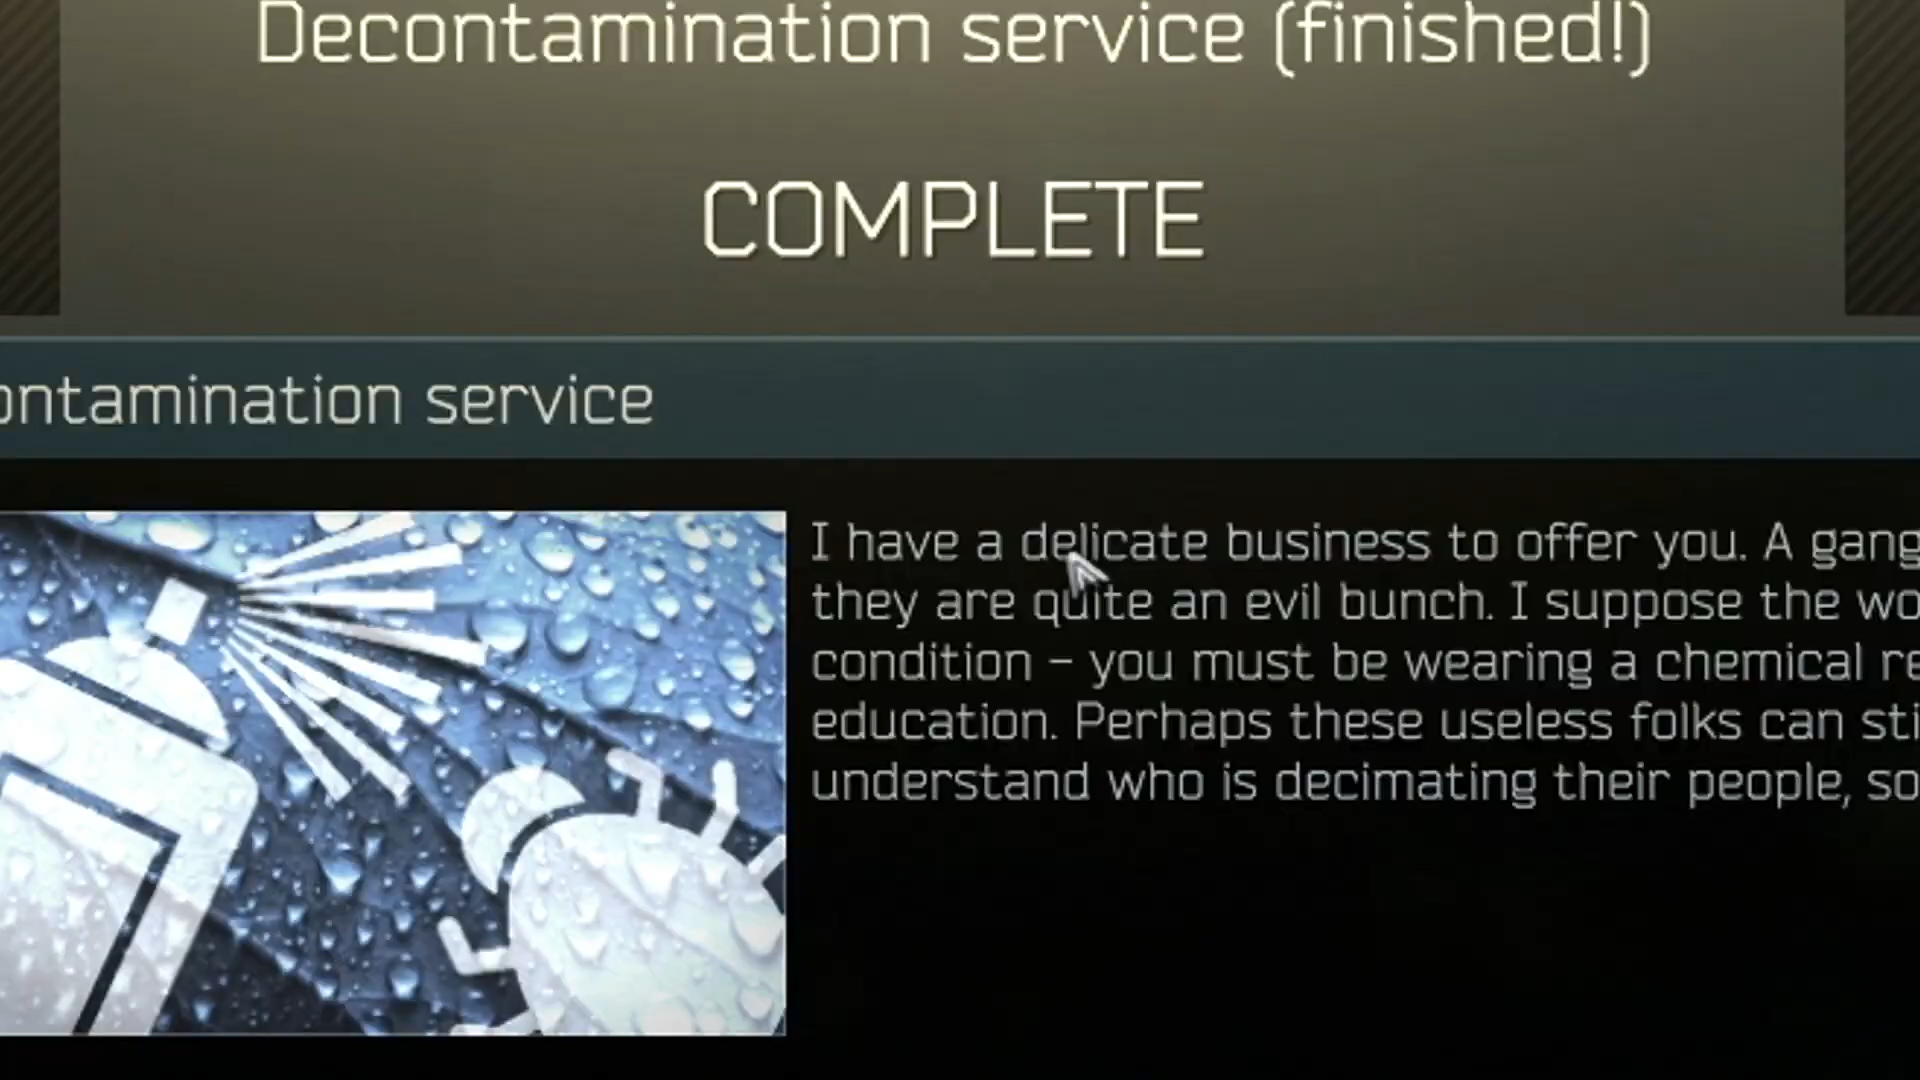 Decontamination service (finished!)
COMPLETE
ontamination service
I have a delicate business to offer you. A gang
they are quite an evil bunch. I suppose the wo
condition – you must be wearing a chemical re
education. Perhaps these useless folks can sti
understand who is decimating their people, so